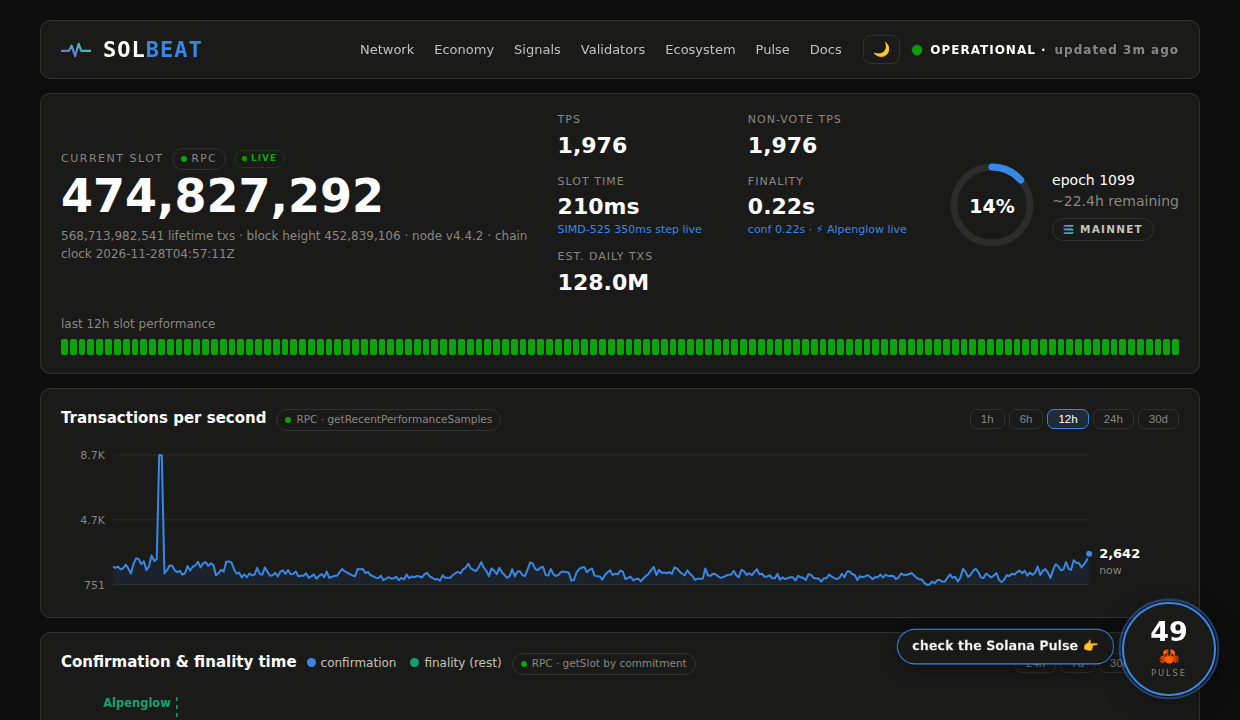 SOLBEAT
Network Economy Signals Validators Ecosystem Pulse Docs
OPERATIONAL · updated 3m ago
CURRENT SLOT RPC LIVE
474,827,292
568,713,982,541 lifetime txs · block height 452,839,106 · node v4.4.2 · chain
clock 2026-11-28T04:57:11Z
TPS
1,976
NON-VOTE TPS
1,976
SLOT TIME
210ms
SIMD-525 350ms step live
FINALITY
0.22s
conf 0.22s · ⚡ Alpenglow live
EST. DAILY TXS
128.0M
14%
epoch 1099
~22.4h remaining
MAINNET
last 12h slot performance
Transactions per second RPC · getRecentPerformanceSamples
1h 6h 12h 24h 30d
8.7K
4.7K
751
2,642
now
Confirmation & finality time confirmation finality (rest) RPC · getSlot by commitment
check the Solana Pulse 👉
49
🦀
PULSE
Alpenglow